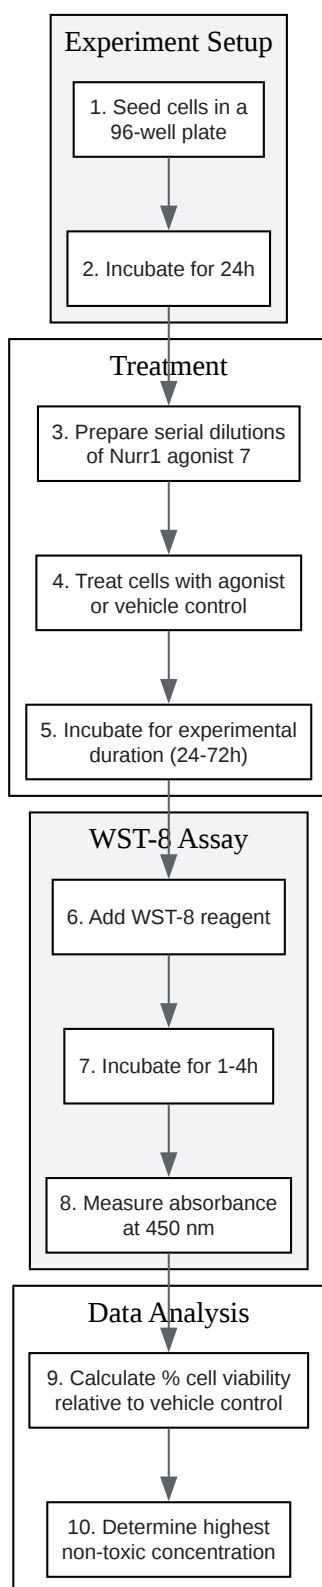 Experiment Setup
1. Seed cells in a
96-well plate
2. Incubate for 24h
Treatment
3. Prepare serial dilutions
of Nurr1 agonist 7
4. Treat cells with agonist
or vehicle control
5. Incubate for experimental
duration (24-72h)
WST-8 Assay
6. Add WST-8 reagent
7. Incubate for 1-4h
8. Measure absorbance
at 450 nm
Data Analysis
9. Calculate % cell viability
relative to vehicle control
10. Determine highest
non-toxic concentration